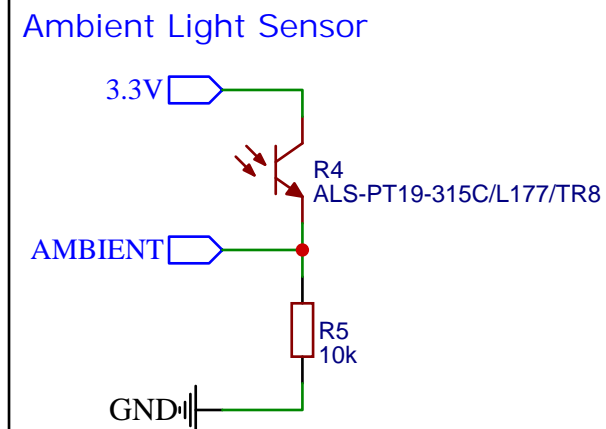 Ambient Light Sensor
3.3V
R4
ALS-PT19-315C/L177/TR8
AMBIENT
R5
10k
GND